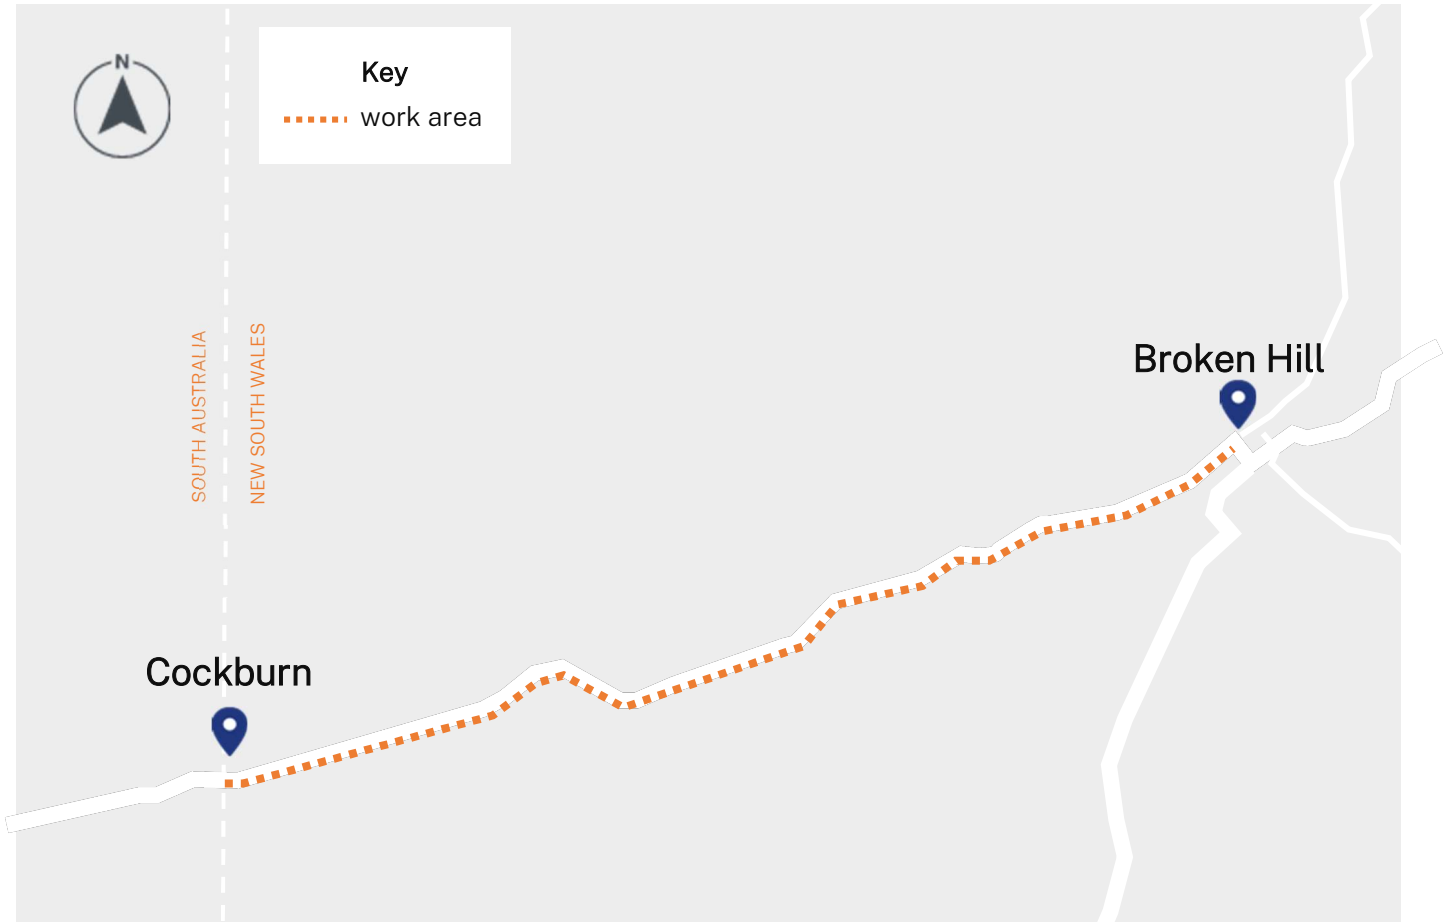 N
Key
work area
SOUTH AUSTRALIA
NEW SOUTH WALES
Broken Hill
Cockburn